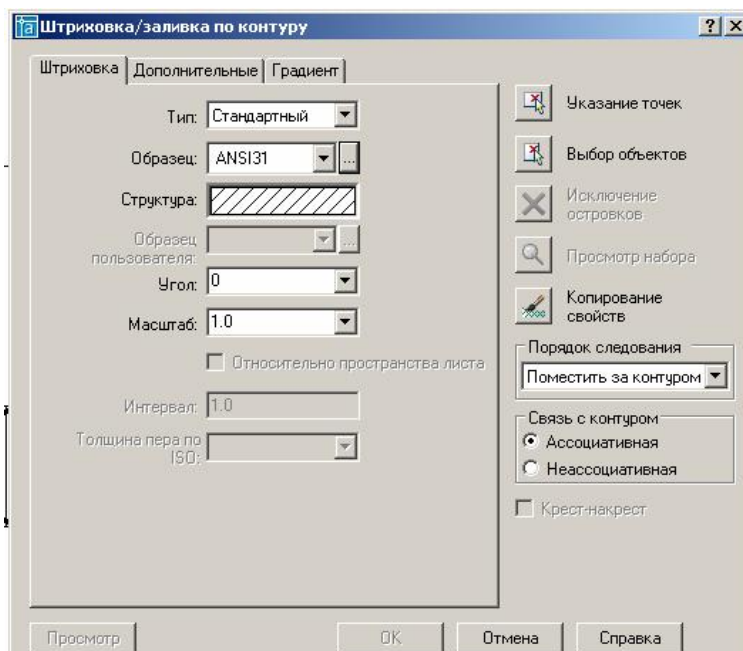 Штриховка/заливка по контуру
Штриховка Дополнительные Градиент
Тип: Стандартный
Образец: ANSI31 ...
Структура:
Образец
пользователя: ...
Угол: 0
Масштаб: 1.0
Относительно пространства листа
Интервал: 1.0
Толщина пера по
ISO:
Указание точек
Выбор объектов
Исключение
островков
Просмотр набора
Копирование
свойств
Порядок следования
Поместить за контуром
Связь с контуром
Ассоциативная
Неассоциативная
Крест-накрест
Просмотр OK Отмена Справка